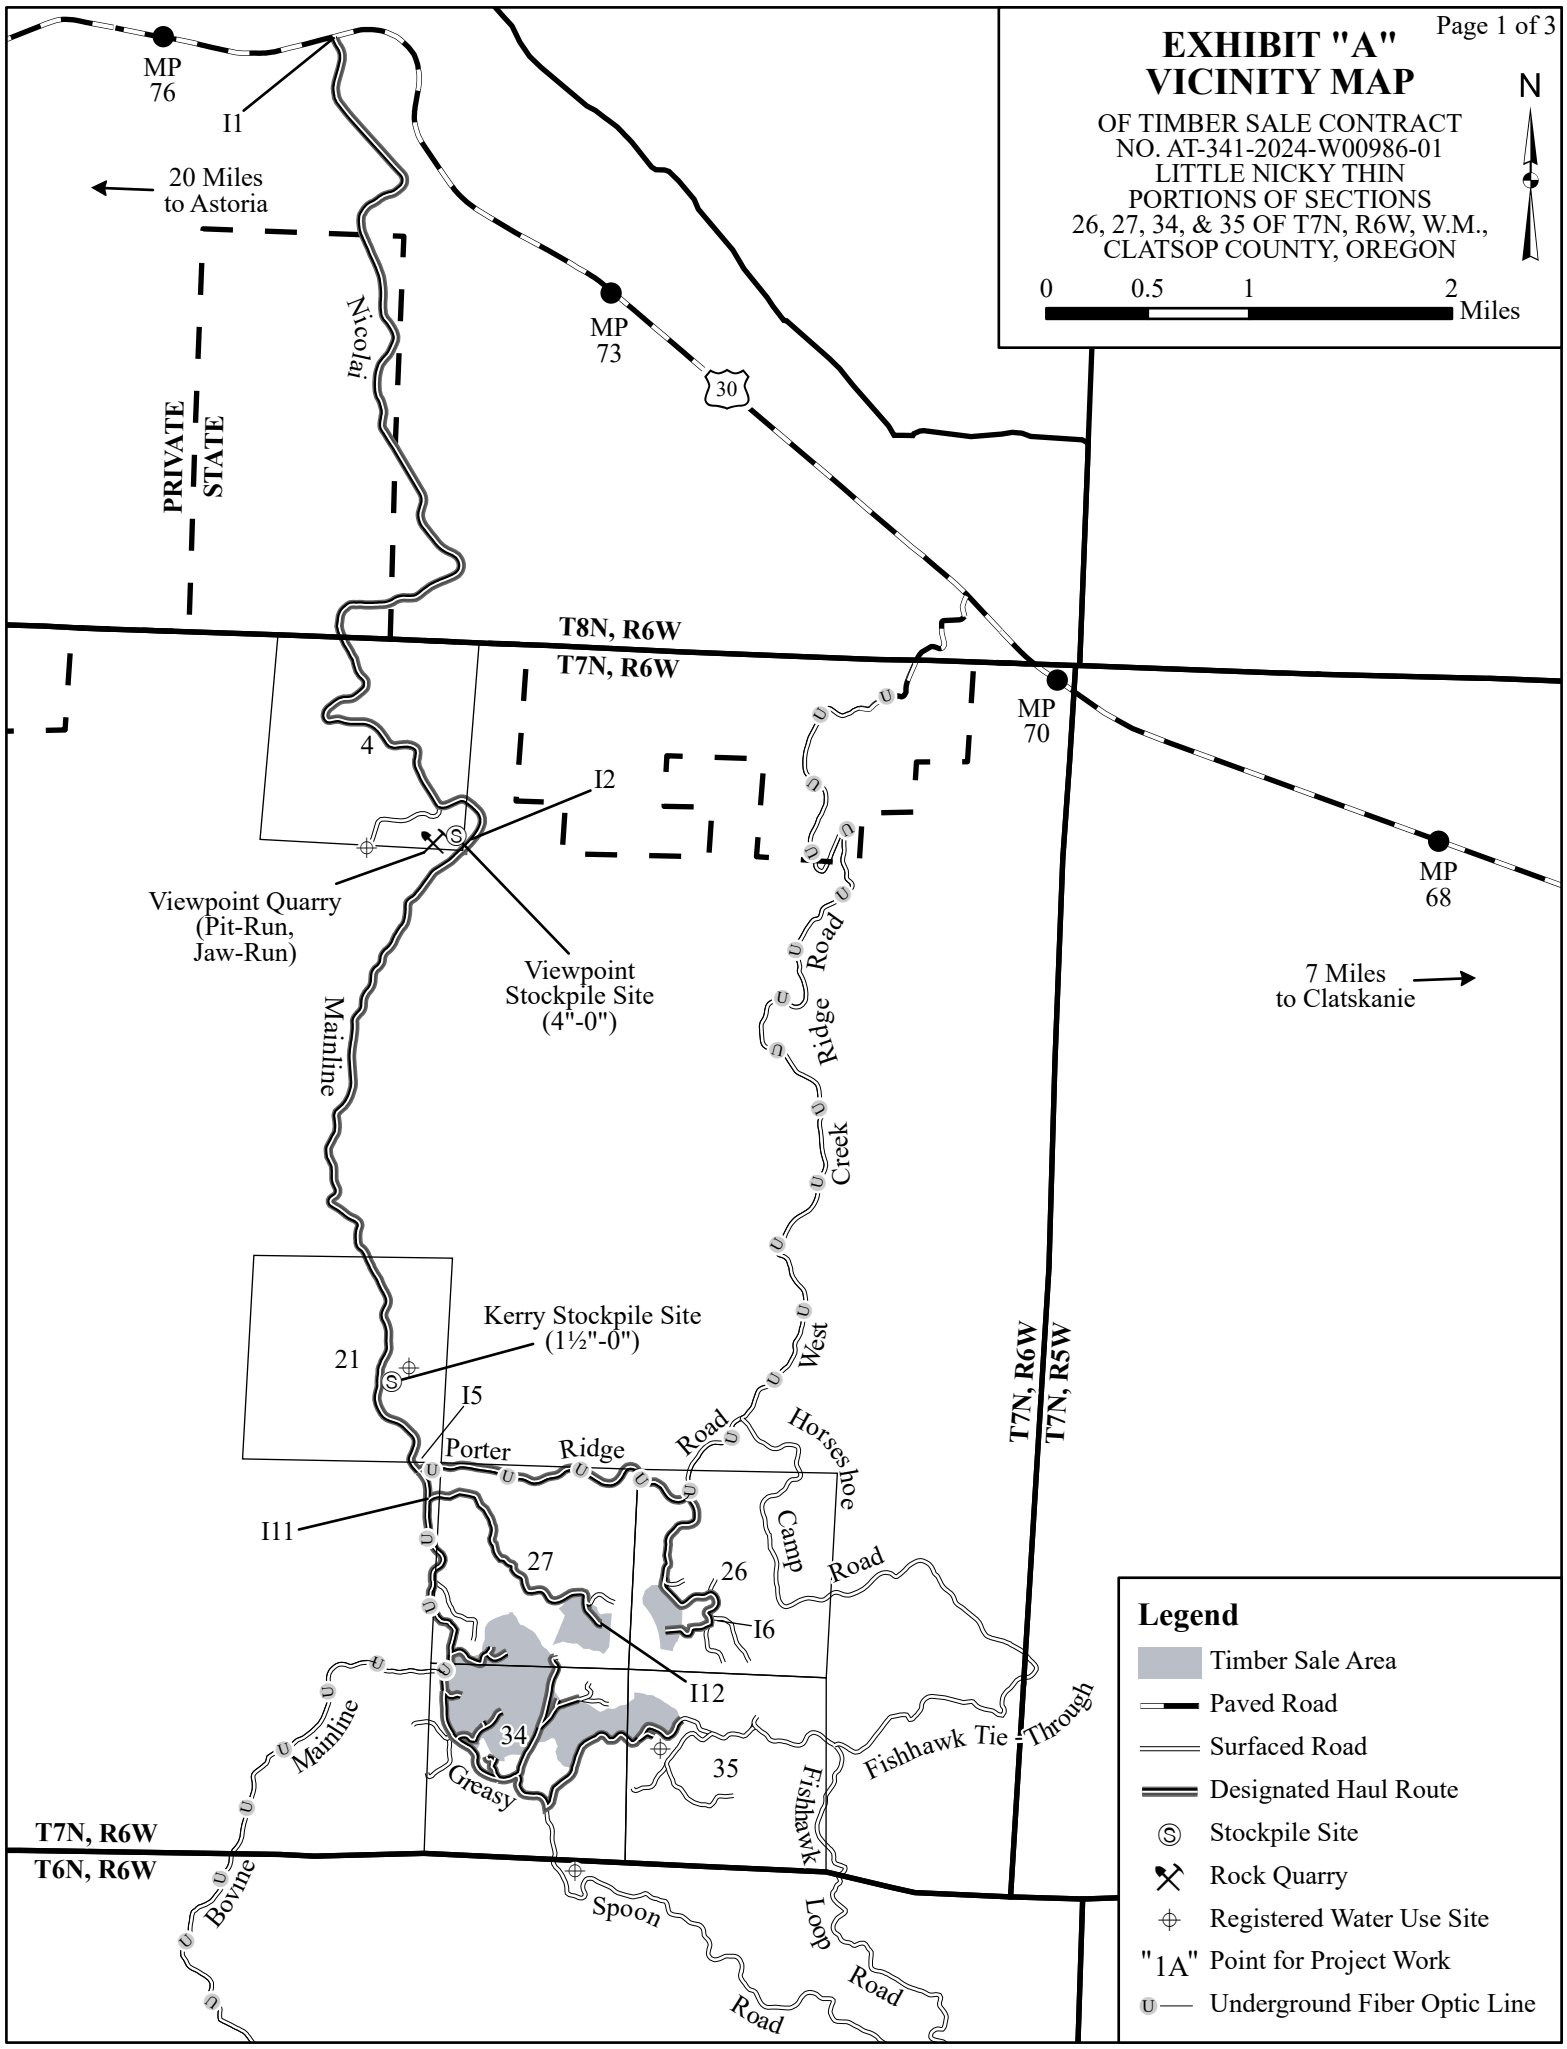 Page 1 of 3
EXHIBIT "A"
VICINITY MAP
OF TIMBER SALE CONTRACT
NO. AT-341-2024-W00986-01
LITTLE NICKY THIN
PORTIONS OF SECTIONS
26, 27, 34, & 35 OF T7N, R6W, W.M.,
CLATSOP COUNTY, OREGON
N
0 0.5 1 2
Miles
MP
76
I1
20 Miles
to Astoria
Nicolai
PRIVATE
STATE
MP
73
30
T8N, R6W
T7N, R6W
MP
70
4
I2
S
Viewpoint Quarry
(Pit-Run,
Jaw-Run)
Viewpoint
Stockpile Site
(4"-0")
MP
68
7 Miles
to Clatskanie
Mainline
West Creek Ridge Road
Kerry Stockpile Site
(1½"-0")
21
S
I5
T7N, R6W
T7N, R5W
Porter Ridge Road
Horseshoe
Camp
Road
I11
27
26
I6
I12
34
35
Greasy
Spoon
Road
Bovine
Mainline
Fishhawk Tie - Through
Fishhawk
Loop
Road
T7N, R6W
T6N, R6W
Legend
Timber Sale Area
Paved Road
Surfaced Road
Designated Haul Route
S Stockpile Site
Rock Quarry
Registered Water Use Site
"1A" Point for Project Work
U Underground Fiber Optic Line